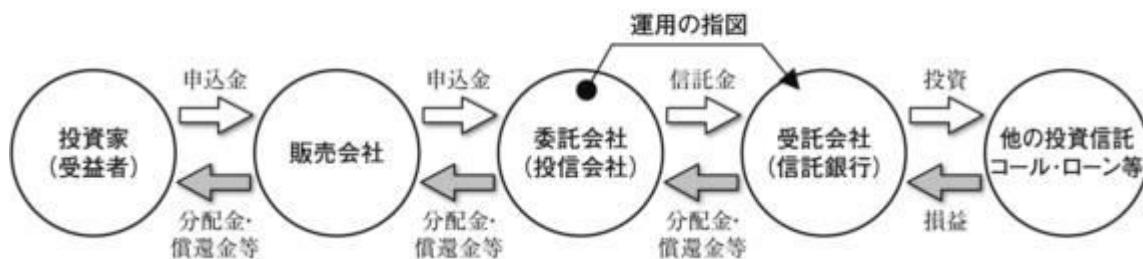 運用の指図
申込金
申込金
信託金
投資
投資家
(受益者)
販売会社
委託会社
(投信会社)
受託会社
(信託銀行)
他の投資信託
コール・ローン等
分配金・
償還金等
分配金・
償還金等
分配金・
償還金等
損益